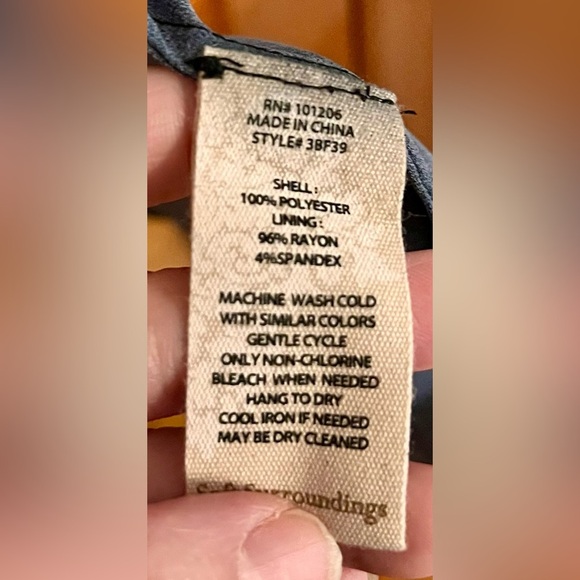 RN# 101206
MADE IN CHINA
STYLE# 3BF39
SHELL:
100% POLYESTER
LINING:
96% RAYON
4%SPANDEX
MACHINE WASH COLD
WITH SIMILAR COLORS
GENTLE CYCLE
ONLY NON-CHLORINE
BLEACH WHEN NEEDED
HANG TO DRY
COOL IRON IF NEEDED
MAY BE DRY CLEANED
Soft Surroundings